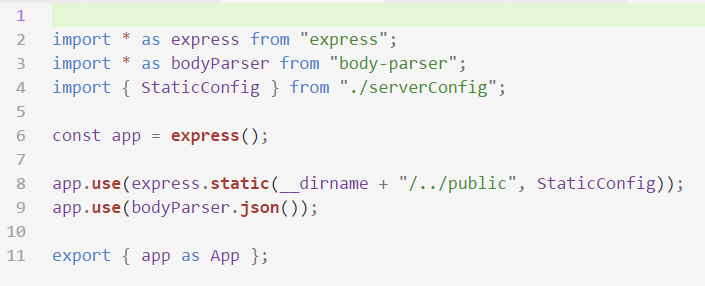 1
2 import * as express from "express";
3 import * as bodyParser from "body-parser";
4 import { StaticConfig } from "./serverConfig";
5
6 const app = express();
7
8 app.use(express.static(__dirname + "/../public", StaticConfig));
9 app.use(bodyParser.json());
10
11 export { app as App };